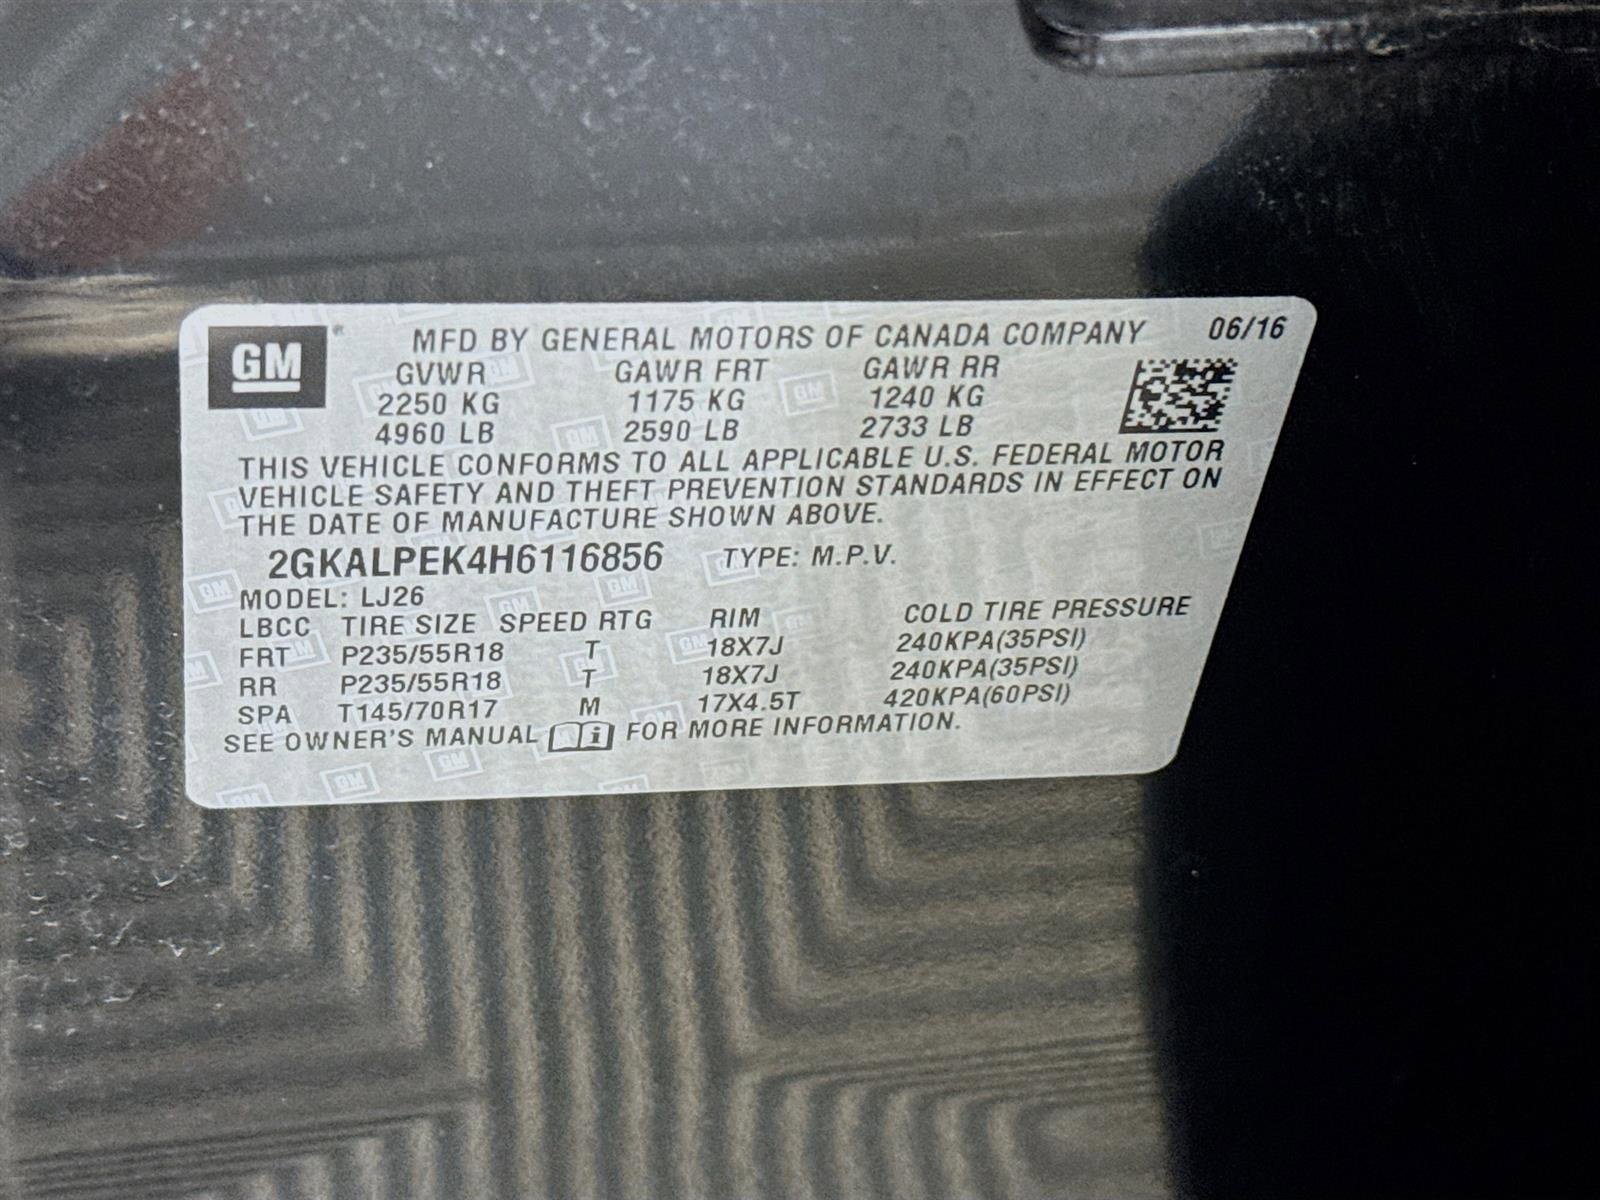 GM® MFD BY GENERAL MOTORS OF CANADA COMPANY 06/16
GVWR GAWR FRT GAWR RR
2250 KG 1175 KG 1240 KG
4960 LB 2590 LB 2733 LB
THIS VEHICLE CONFORMS TO ALL APPLICABLE U.S. FEDERAL MOTOR
VEHICLE SAFETY AND THEFT PREVENTION STANDARDS IN EFFECT ON
THE DATE OF MANUFACTURE SHOWN ABOVE.
2GKALPEK4H6116856 TYPE: M.P.V.
MODEL: LJ26
LBCC TIRE SIZE SPEED RTG RIM COLD TIRE PRESSURE
FRT P235/55R18 T 18X7J 240KPA(35PSI)
RR P235/55R18 T 18X7J 240KPA(35PSI)
SPA T145/70R17 M 17X4.5T 420KPA(60PSI)
SEE OWNER'S MANUAL i FOR MORE INFORMATION.